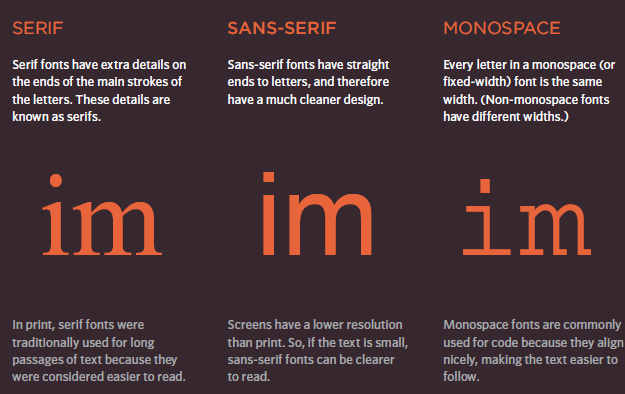 SERIF
Serif fonts have extra details on
the ends of the main strokes of
the letters. These details are
known as serifs.
im
In print, serif fonts were
traditionally used for long
passages of text because they
were considered easier to read.
SANS-SERIF
Sans-serif fonts have straight
ends to letters, and therefore
have a much cleaner design.
im
Screens have a lower resolution
than print. So, if the text is small,
sans-serif fonts can be clearer
to read.
MONOSPACE
Every letter in a monospace (or
fixed-width) font is the same
width. (Non-monospace fonts
have different widths.)
im
Monospace fonts are commonly
used for code because they align
nicely, making the text easier to
follow.